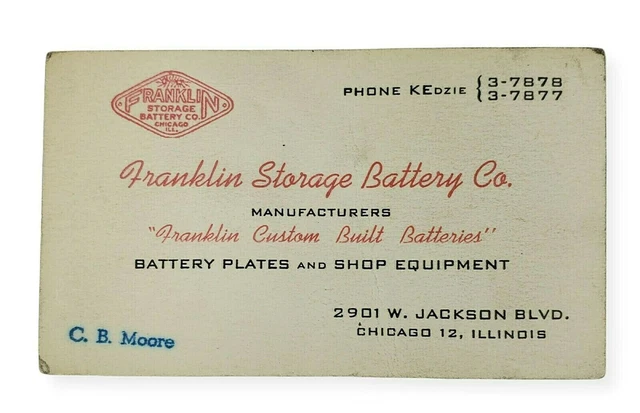 FRANKLIN
STORAGE
BATTERY CO.
CHICAGO
ILL.
PHONE KEDZIE { 3-7878
3-7877
Franklin Storage Battery Co.
MANUFACTURERS
"Franklin Custom Built Batteries"
BATTERY PLATES AND SHOP EQUIPMENT
2901 W. JACKSON BLVD.
CHICAGO 12, ILLINOIS
C. B. Moore